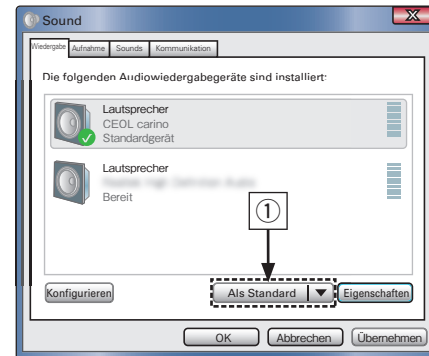 Sound
Wiedergabe Aufnahme Sounds Kommunikation
Die folgenden Audiowiedergabegeräte sind installiert:
Lautsprecher
CEOL carino
Standardgerät
Lautsprecher
Bereit
①
Konfigurieren Als Standard Eigenschaften
OK Abbrechen Übernehmen